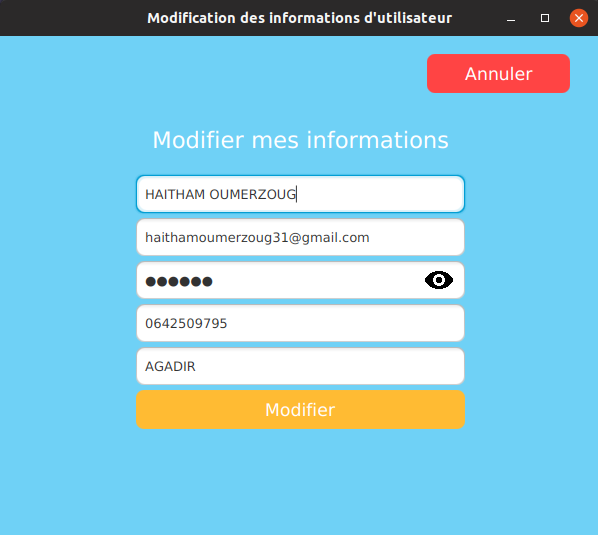 Modification des informations d'utilisateur
Annuler
Modifier mes informations
HAITHAM OUMERZOUG
haithamoumerzoug31@gmail.com
●●●●●●
0642509795
AGADIR
Modifier